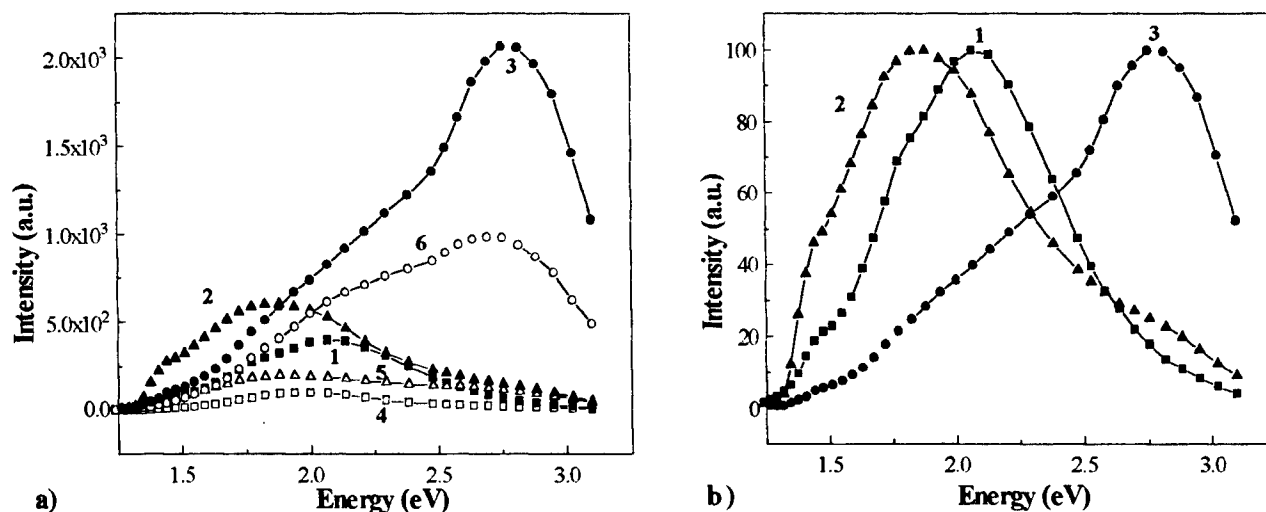 2.0x10³
1.5x10³
1.0x10³
5.0x10²
0.0
Intensity (a.u.)
3
6
2
1
5
4
1.5 2.0 2.5 3.0
a) Energy (eV)
100
80
60
40
20
0
Intensity (a.u.)
1
3
2
1.5 2.0 2.5 3.0
b) Energy (eV)